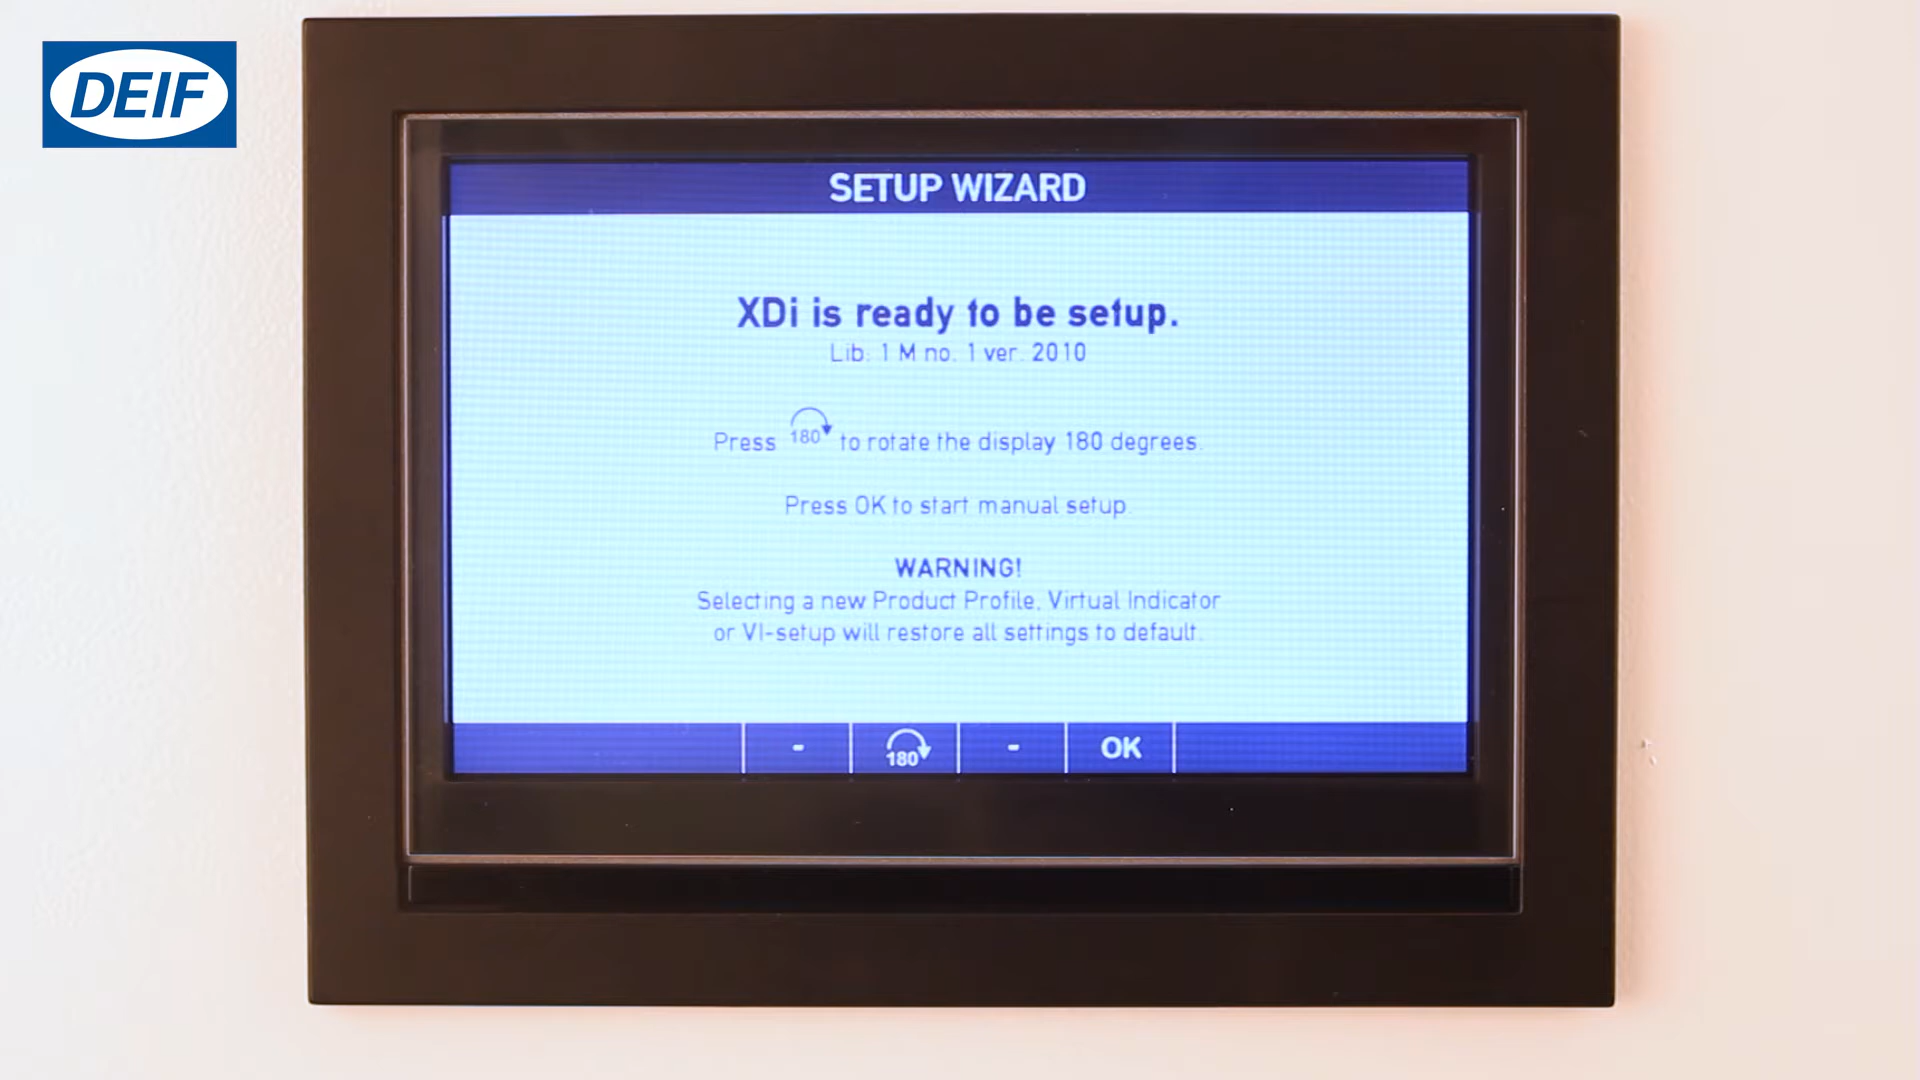 DEIF
SETUP WIZARD
XDi is ready to be setup.
Lib: 1 M no. 1 ver. 2010
Press 180 to rotate the display 180 degrees.
Press OK to start manual setup.
WARNING!
Selecting a new Product Profile, Virtual Indicator
or VI-setup will restore all settings to default.
- 180 - OK